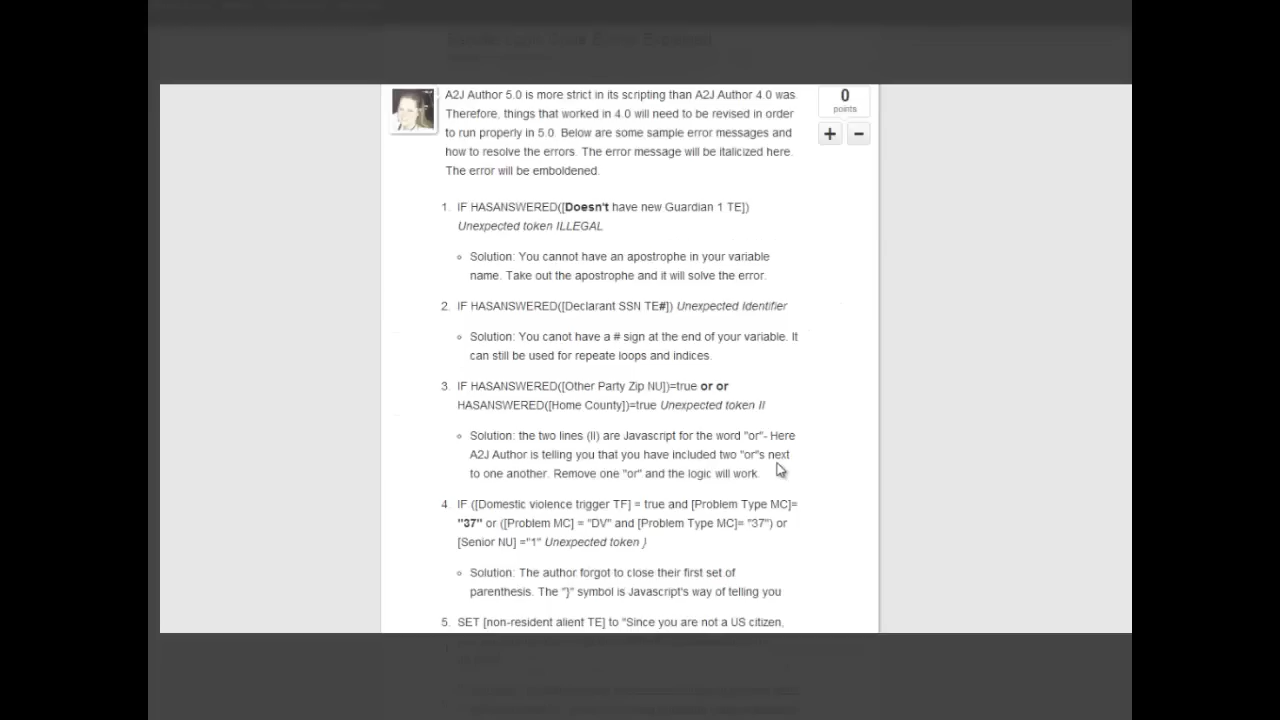 A2J Author 5.0 is more strict in its scripting than A2J Author 4.0 was.
Therefore, things that worked in 4.0 will need to be revised in order
to run properly in 5.0. Below are some sample error messages and
how to resolve the errors. The error message will be italicized here.
The error will be emboldened.
0
points
+ −
1. IF HASANSWERED([Doesn't have new Guardian 1 TE])
Unexpected token ILLEGAL
Solution: You cannot have an apostrophe in your variable
name. Take out the apostrophe and it will solve the error.
2. IF HASANSWERED([Declarant SSN TE#]) Unexpected Identifier
Solution: You canot have a # sign at the end of your variable. It
can still be used for repeate loops and indices.
3. IF HASANSWERED([Other Party Zip NU])=true or or
HASANSWERED([Home County])=true Unexpected token II
Solution: the two lines (II) are Javascript for the word "or"- Here
A2J Author is telling you that you have included two "or"s next
to one another. Remove one "or" and the logic will work.
4. IF ([Domestic violence trigger TF] = true and [Problem Type MC]=
"37" or ([Problem MC] = "DV" and [Problem Type MC]= "37") or
[Senior NU] ="1" Unexpected token }
Solution: The author forgot to close their first set of
parenthesis. The "}" symbol is Javascript's way of telling you
5. SET [non-resident alient TE] to "Since you are not a US citizen,